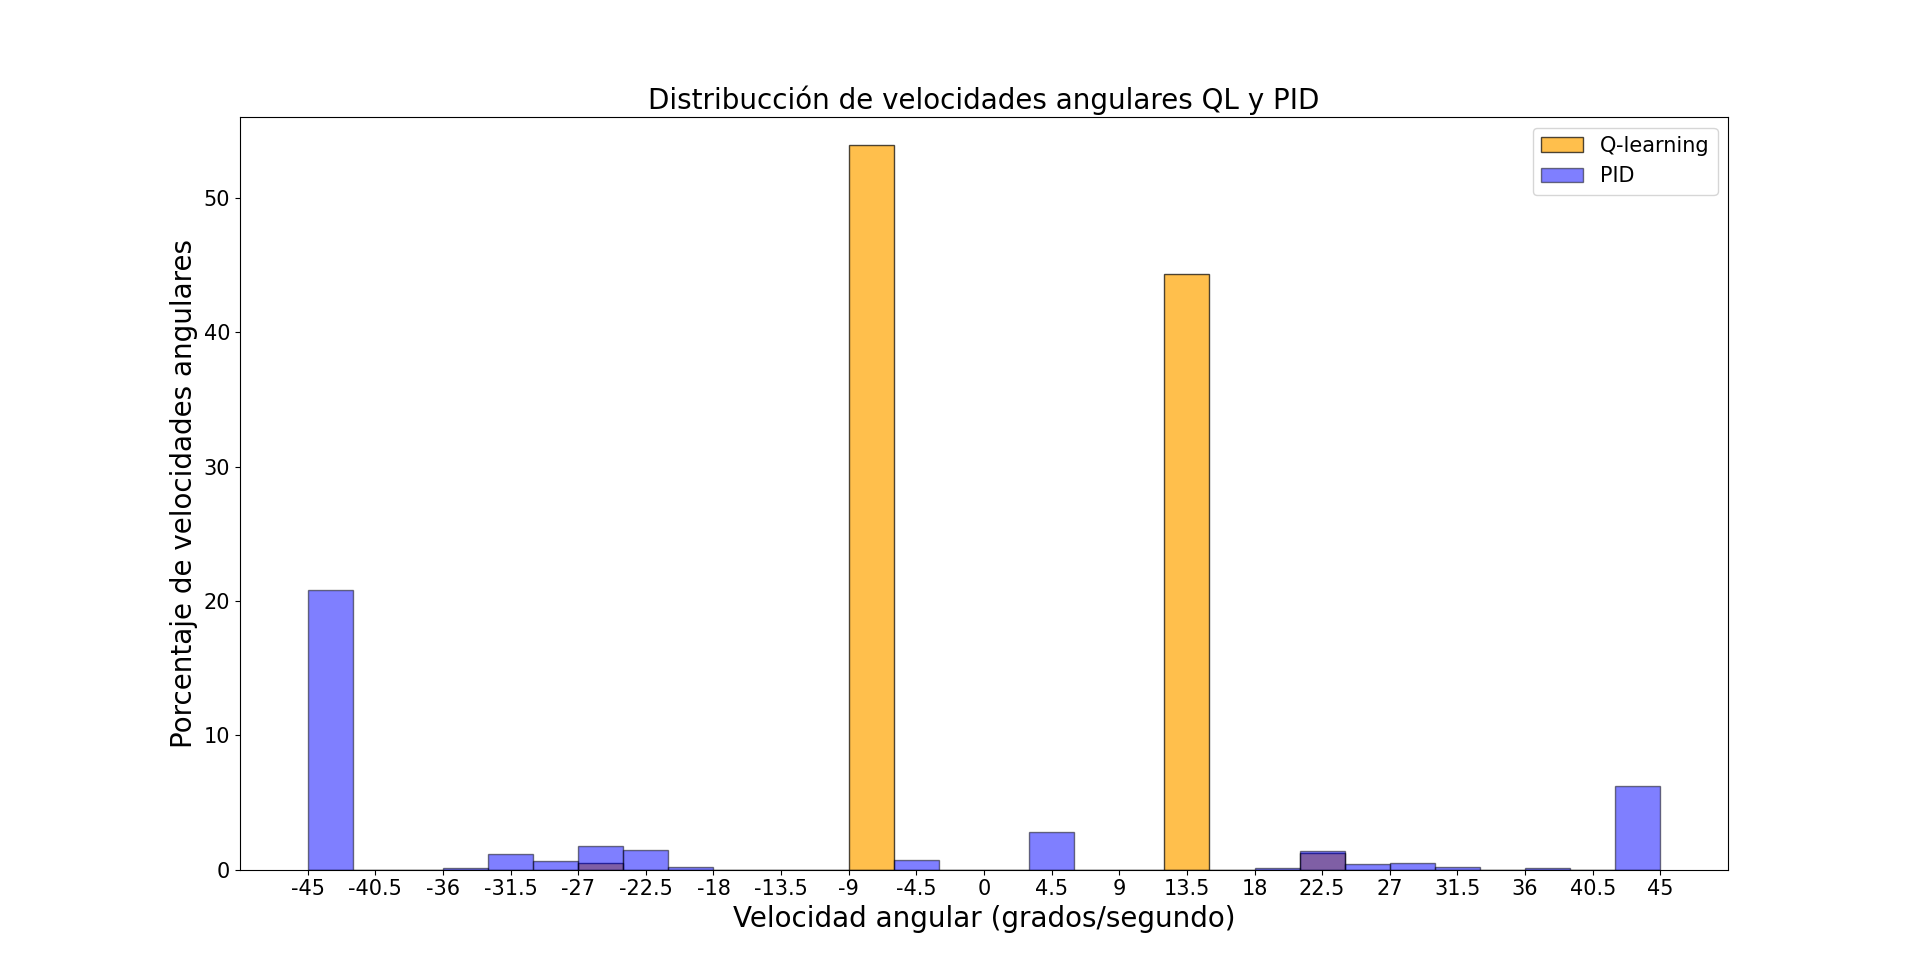 Distribucción de velocidades angulares QL y PID
Q-learning
PID
Porcentaje de velocidades angulares
50
40
30
20
10
0
-45 -40.5 -36 -31.5 -27 -22.5 -18 -13.5 -9 -4.5 0 4.5 9 13.5 18 22.5 27 31.5 36 40.5 45
Velocidad angular (grados/segundo)